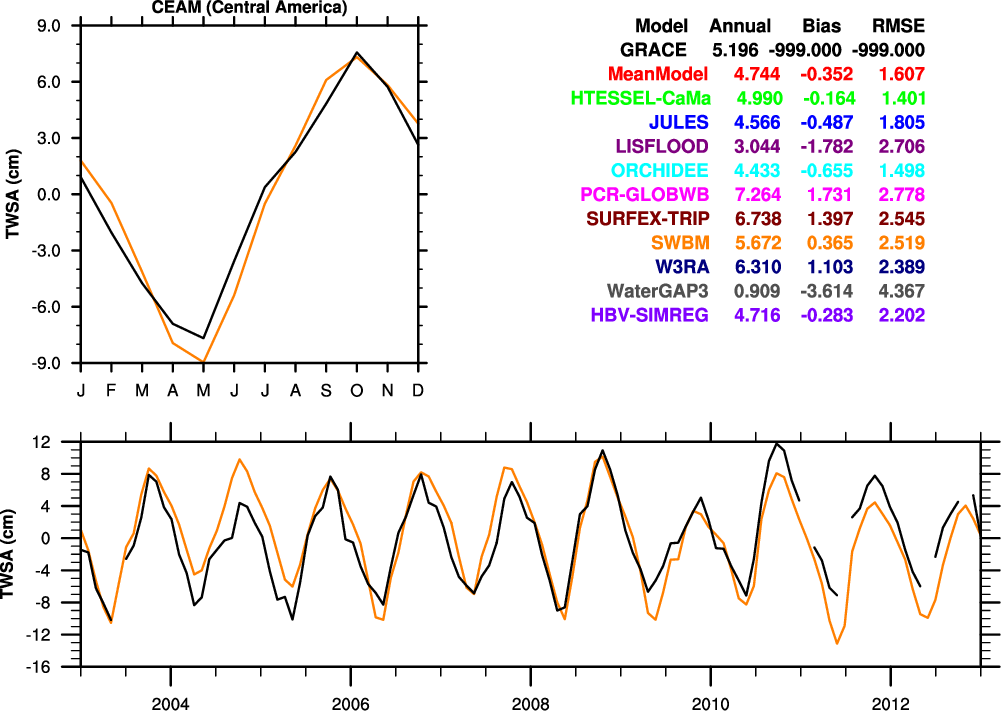 CEAM (Central America)
9.0
6.0
3.0
0.0
-3.0
-6.0
-9.0
TWSA (cm)
J F M A M J J A S O N D
Model Annual Bias RMSE
GRACE 5.196 -999.000 -999.000
MeanModel 4.744 -0.352 1.607
HTESSEL-CaMa 4.990 -0.164 1.401
JULES 4.566 -0.487 1.805
LISFLOOD 3.044 -1.782 2.706
ORCHIDEE 4.433 -0.655 1.498
PCR-GLOBWB 7.264 1.731 2.778
SURFEX-TRIP 6.738 1.397 2.545
SWBM 5.672 0.365 2.519
W3RA 6.310 1.103 2.389
WaterGAP3 0.909 -3.614 4.367
HBV-SIMREG 4.716 -0.283 2.202
12
8
4
0
-4
-8
-12
-16
TWSA (cm)
2004 2006 2008 2010 2012